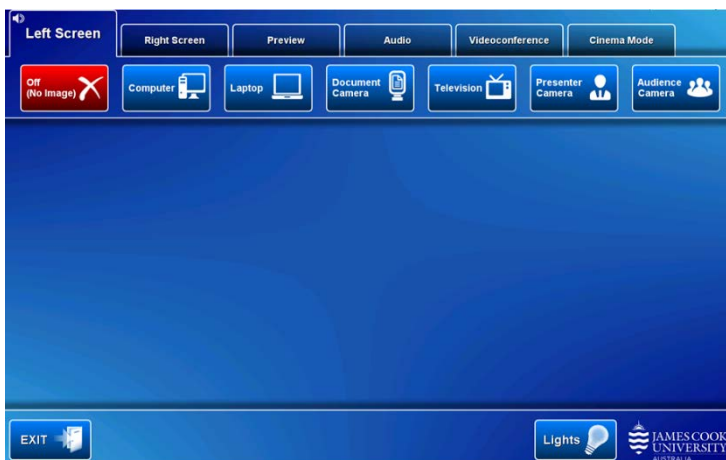 Left Screen
Right Screen
Preview
Audio
Videoconference
Cinema Mode
Off
(No Image)
Computer
Laptop
Document
Camera
Television
Presenter
Camera
Audience
Camera
EXIT
Lights
JAMES COOK
UNIVERSITY
AUSTRALIA